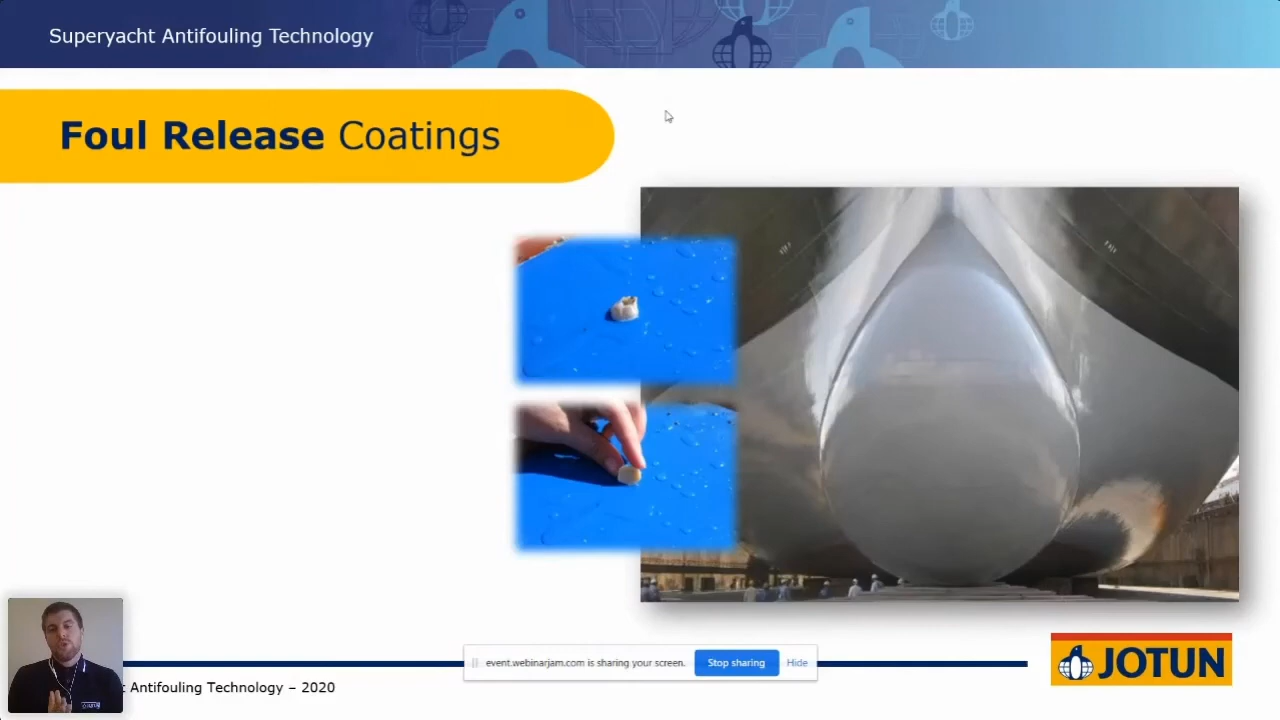 Superyacht Antifouling Technology
Foul Release Coatings
event.webinarjam.com is sharing your screen.
Stop sharing
Hide
JOTUN
t Antifouling Technology – 2020